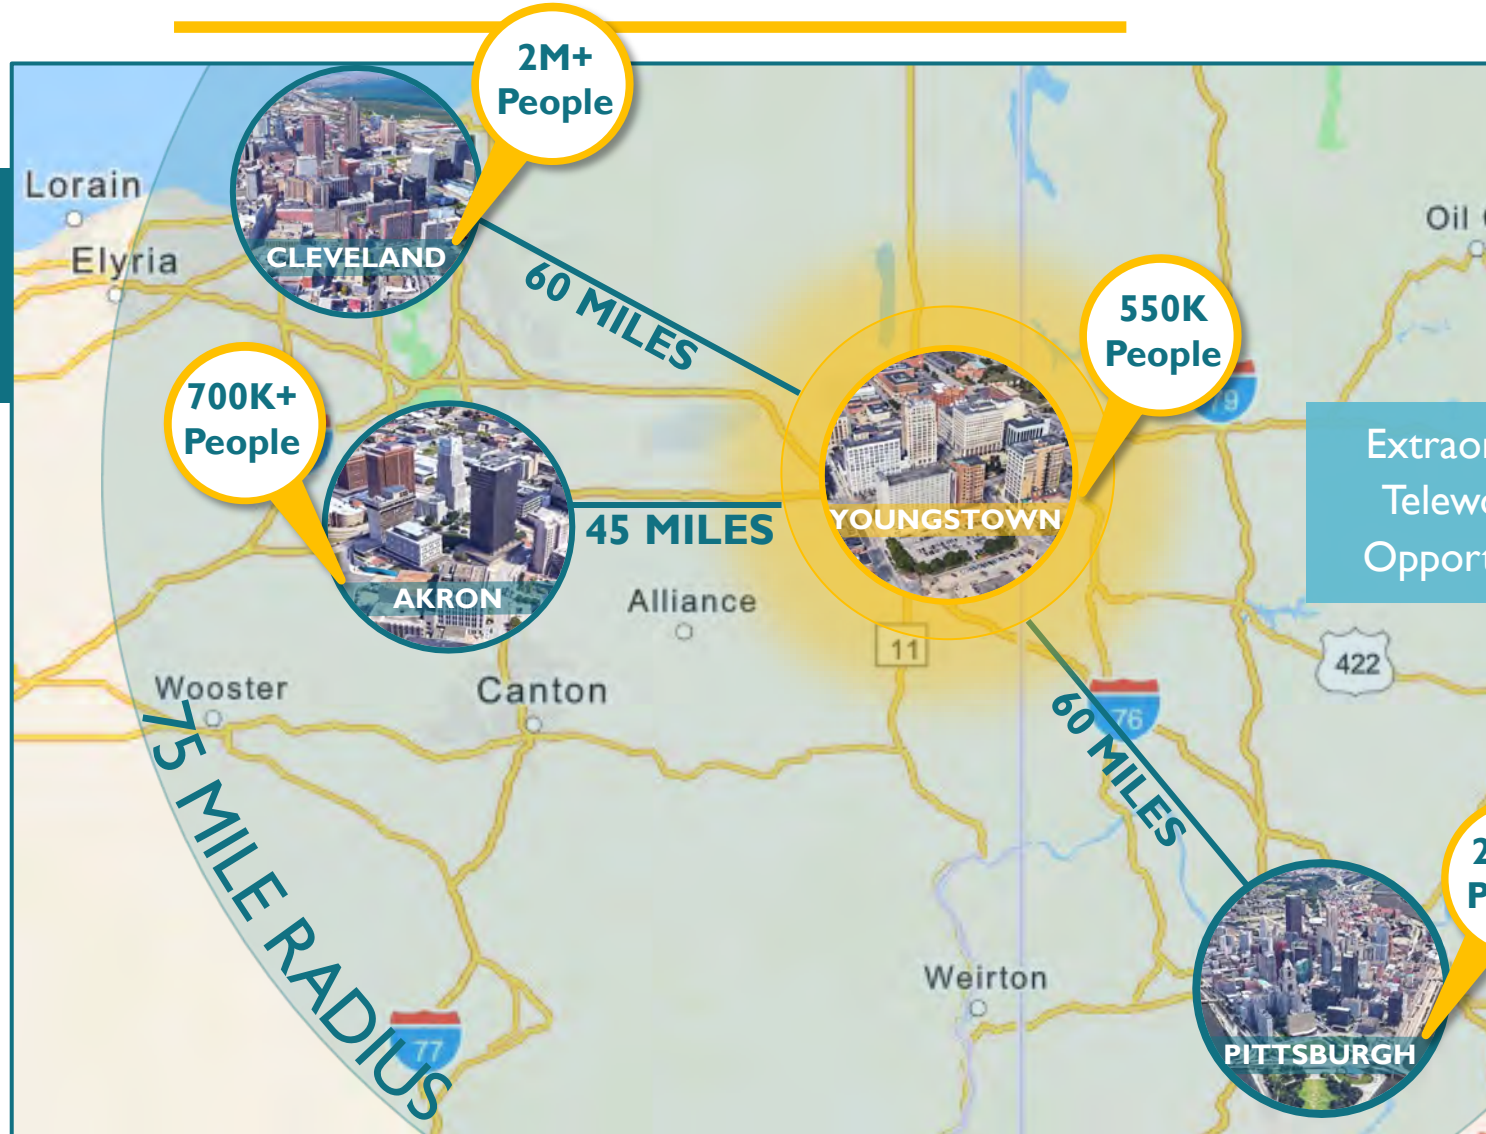 2M+
People
Lorain
Elyria
CLEVELAND
60 MILES
Oil
550K
People
79
700K+
People
YOUNGSTOWN
45 MILES
AKRON
Alliance
11
422
Wooster
Canton
76
60 MILES
75 MILE RADIUS
Weirton
77
PITTSBURGH